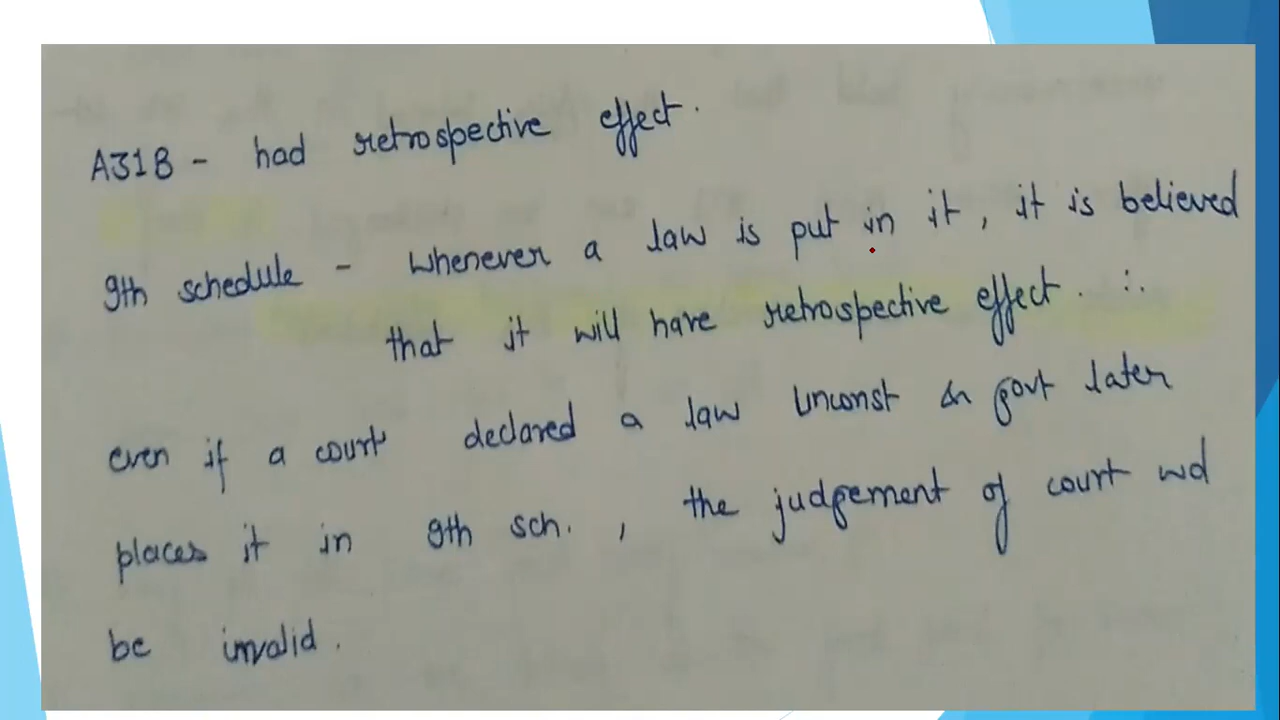 A31B - had retrospective effect.
9th schedule - whenever a law is put in it, it is believed
that it will have retrospective effect. ∴
even if a court declared a law unconst & govt later
places it in 9th sch., the judgement of court wd
be invalid.